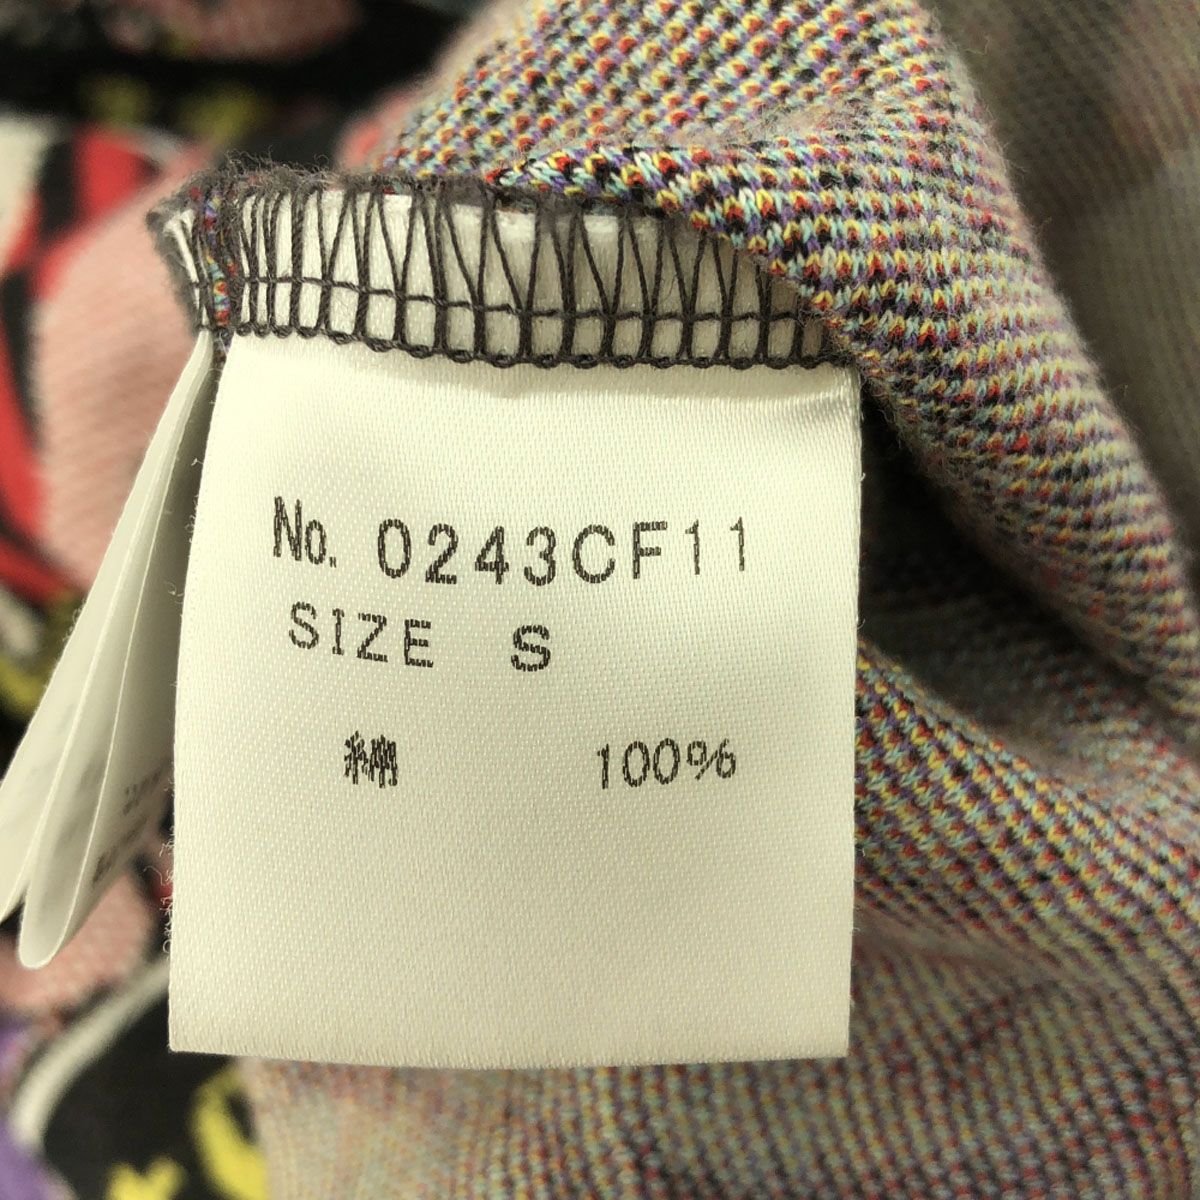 No. 0243CF11
SIZE S
綿 100%